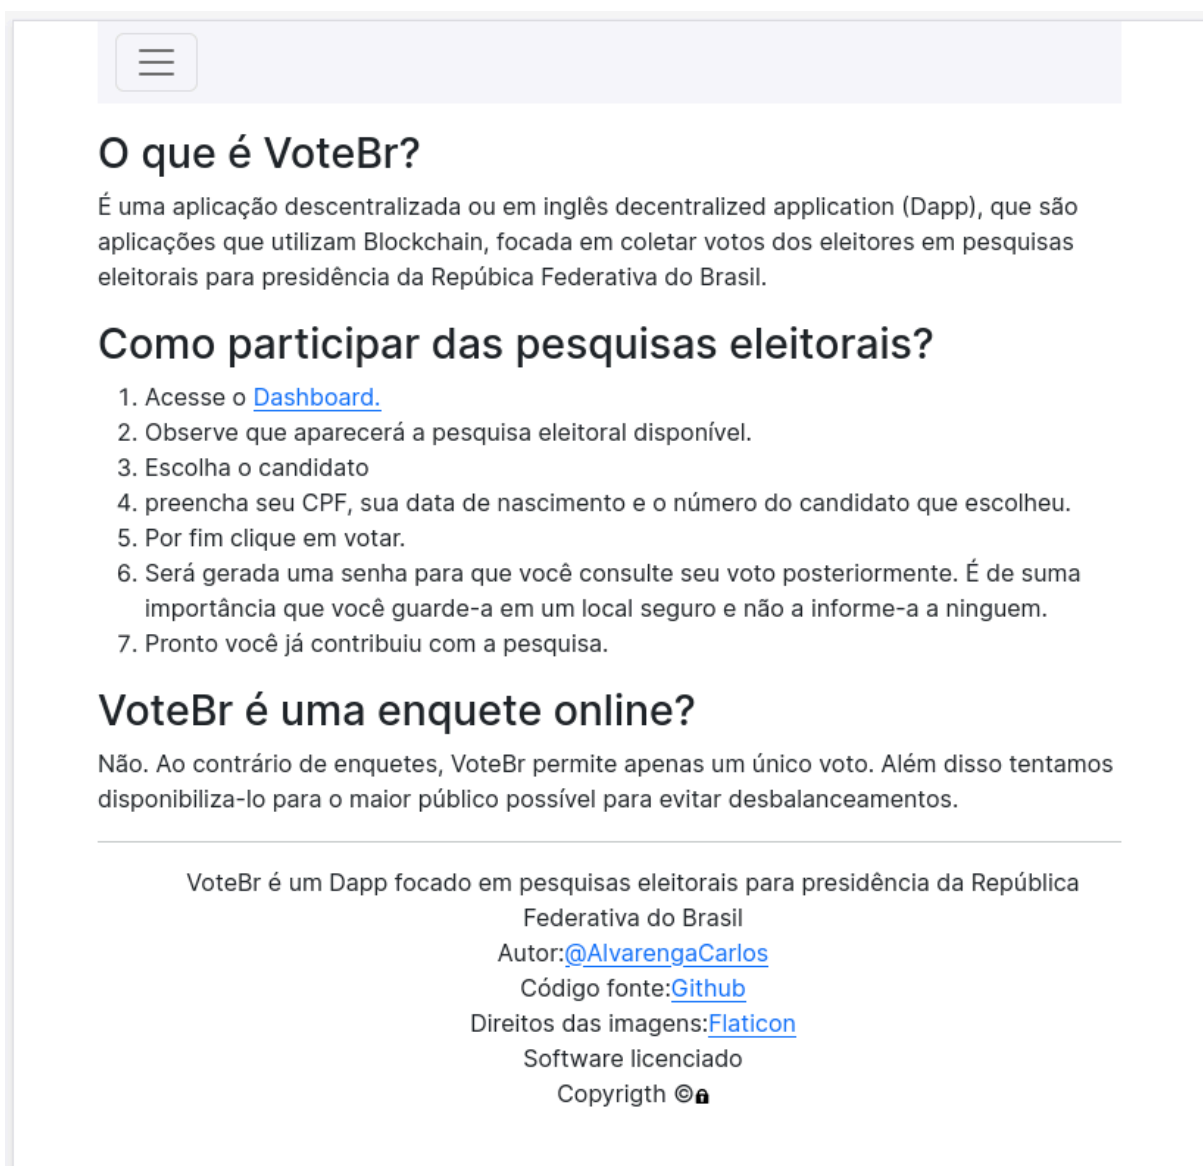 O que é VoteBr?
É uma aplicação descentralizada ou em inglês decentralized application (Dapp), que são
aplicações que utilizam Blockchain, focada em coletar votos dos eleitores em pesquisas
eleitorais para presidência da Repúbica Federativa do Brasil.
Como participar das pesquisas eleitorais?
1. Acesse o Dashboard.
2. Observe que aparecerá a pesquisa eleitoral disponível.
3. Escolha o candidato
4. preencha seu CPF, sua data de nascimento e o número do candidato que escolheu.
5. Por fim clique em votar.
6. Será gerada uma senha para que você consulte seu voto posteriormente. É de suma
importância que você guarde-a em um local seguro e não a informe-a a ninguem.
7. Pronto você já contribuiu com a pesquisa.
VoteBr é uma enquete online?
Não. Ao contrário de enquetes, VoteBr permite apenas um único voto. Além disso tentamos
disponibiliza-lo para o maior público possível para evitar desbalanceamentos.
VoteBr é um Dapp focado em pesquisas eleitorais para presidência da República
Federativa do Brasil
Autor:@AlvarengaCarlos
Código fonte:Github
Direitos das imagens:Flaticon
Software licenciado
Copyrigth ©